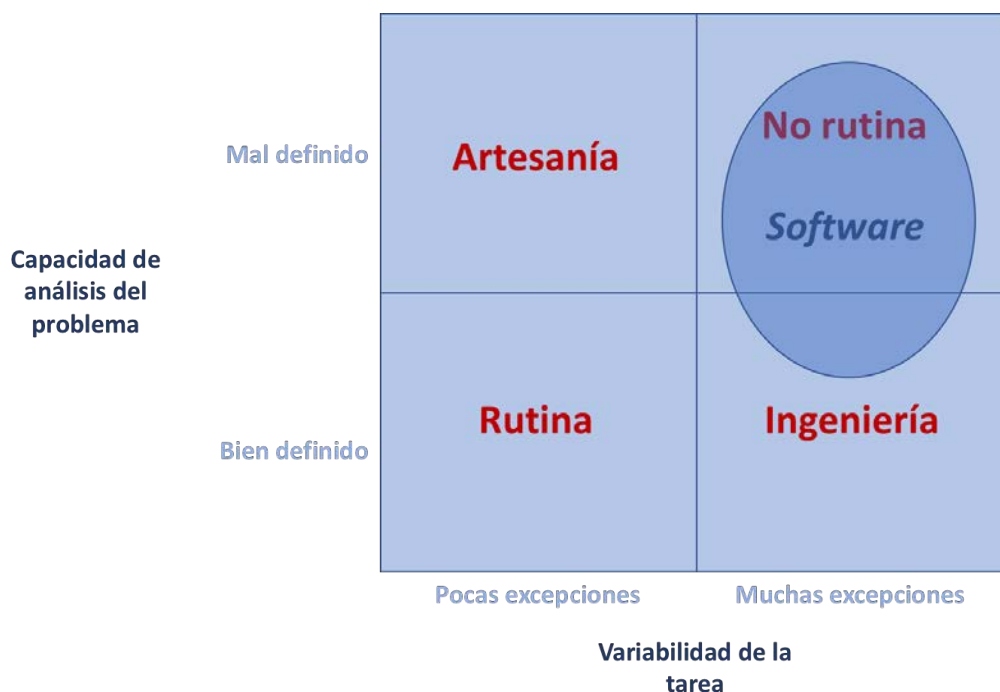 No rutina
Mal definido
Artesanía
Software
Capacidad de
análisis del
problema
Rutina
Ingeniería
Bien definido
Pocas excepciones
Muchas excepciones
Variabilidad de la
tarea